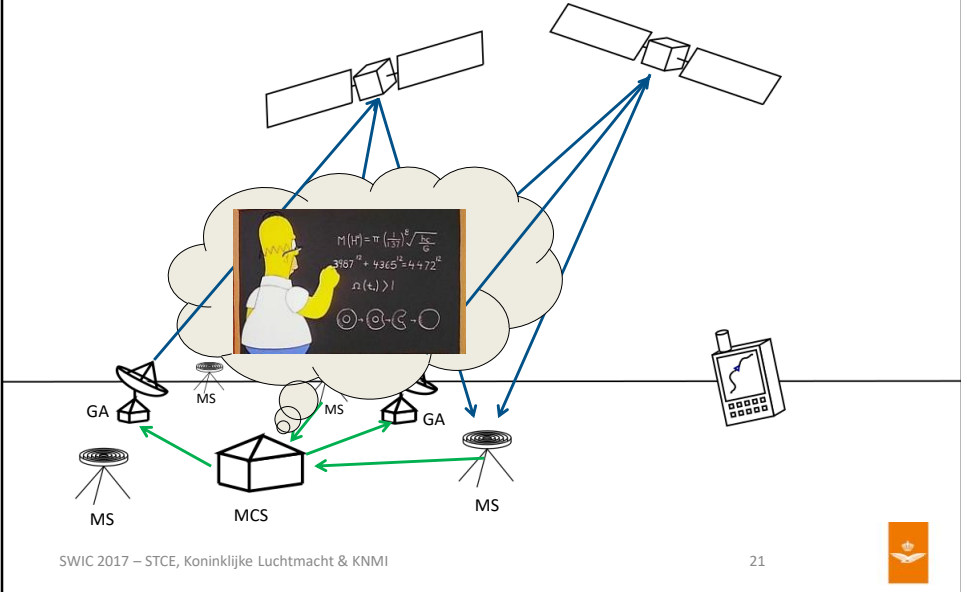 M(H°) = π (1/137)⁸ √(hc/G)
3987¹² + 4365¹² = 4472¹²
Ω(t₀) > 1
MS
MS
GA
GA
MS
MCS
MS
SWIC 2017 – STCE, Koninklijke Luchtmacht & KNMI
21